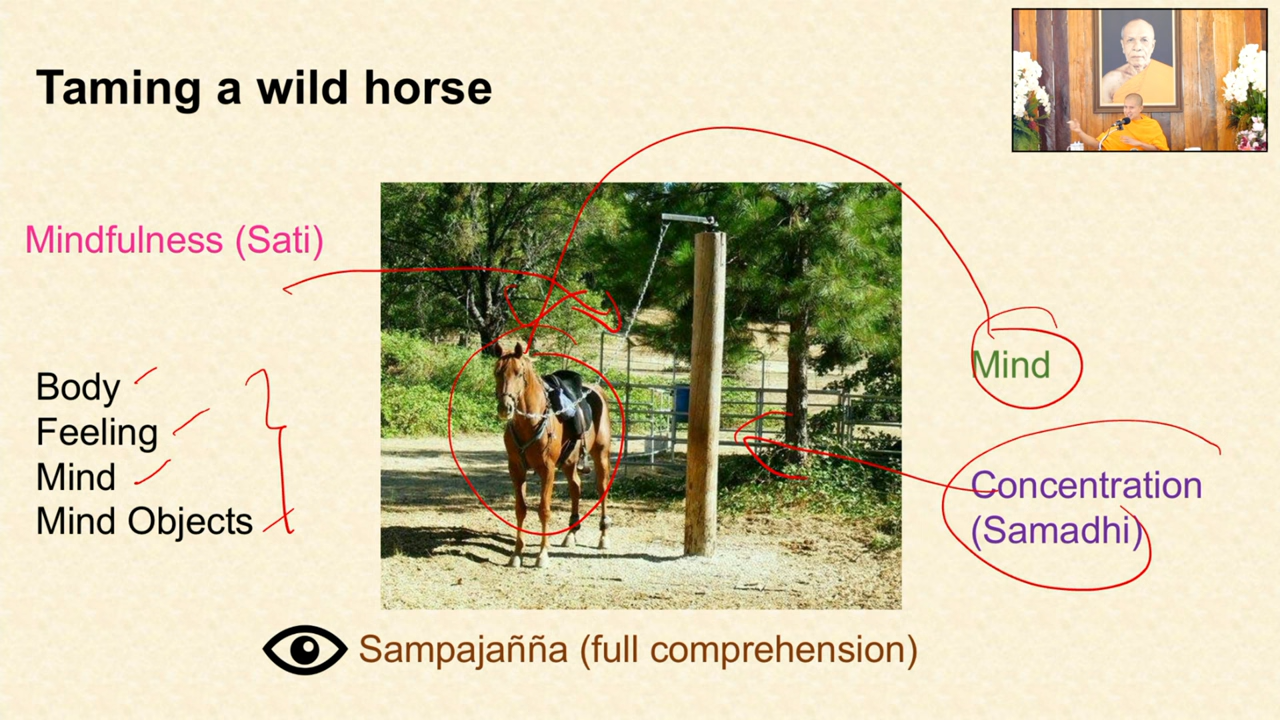 Taming a wild horse
Mindfulness (Sati)
Body
Feeling
Mind
Mind Objects
Mind
Concentration
(Samadhi)
Sampajañña (full comprehension)